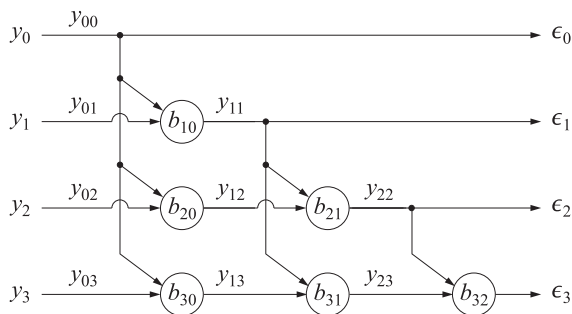 y₀ y₀₀ ϵ₀
y₁ y₀₁ b₁₀ y₁₁ ϵ₁
y₂ y₀₂ b₂₀ y₁₂ b₂₁ y₂₂ ϵ₂
y₃ y₀₃ b₃₀ y₁₃ b₃₁ y₂₃ b₃₂ ϵ₃